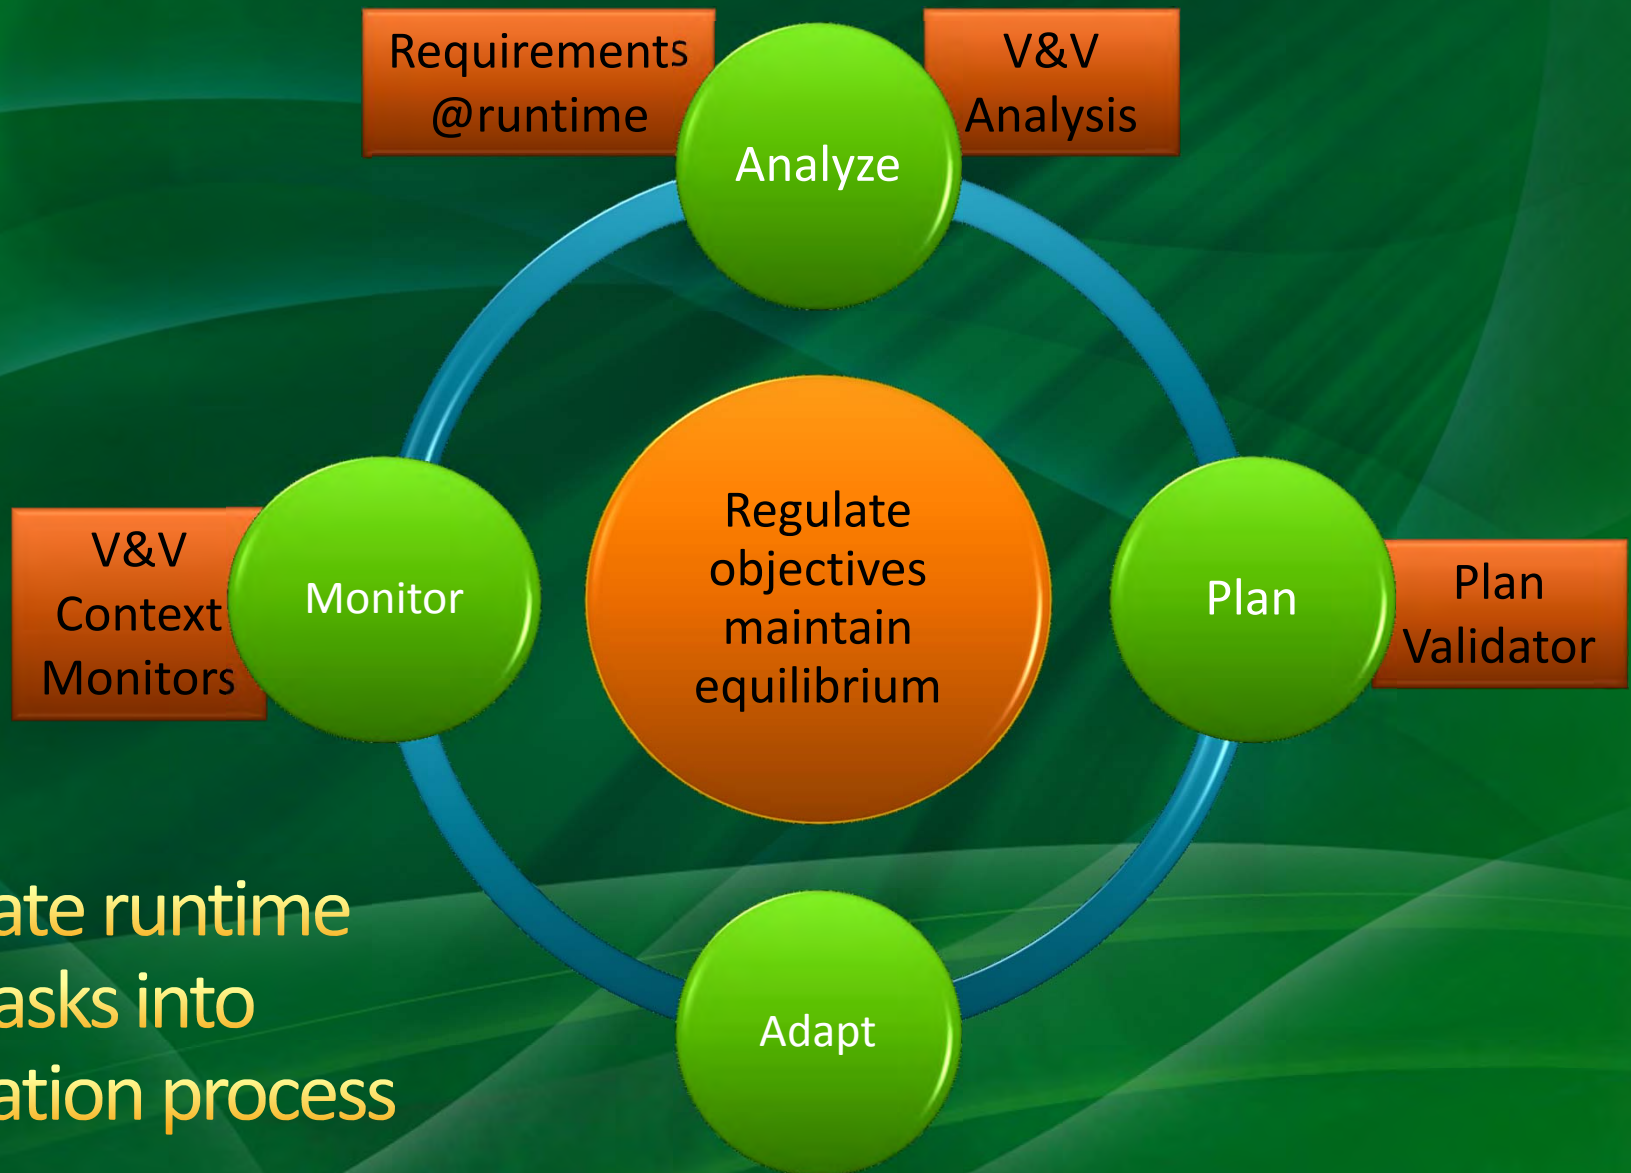 Requirements
@runtime
V&V
Analysis
Analyze
V&V
Context
Monitors
Monitor
Regulate
objectives
maintain
equilibrium
Plan
Plan
Validator
Adapt
ate runtime
asks into
ation process